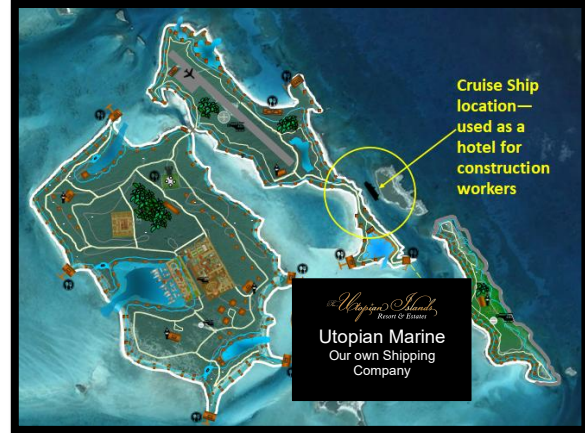 Cruise Ship
location—
used as a
hotel for
construction
workers
The Utopian Islands
Resort & Estates
Utopian Marine
Our own Shipping
Company